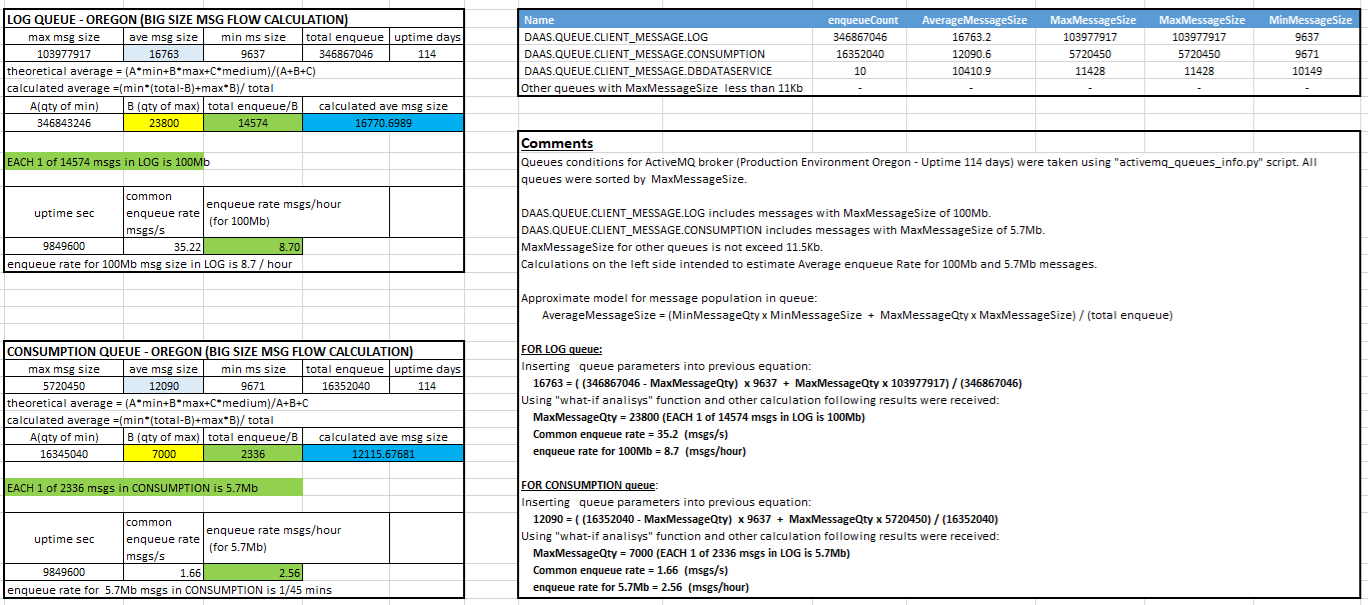 LOG QUEUE - OREGON (BIG SIZE MSG FLOW CALCULATION)
max msg size ave msg size min ms size total enqueue uptime days
103977917 16763 9637 346867046 114
theoretical average = (A*min+B*max+C*medium)/(A+B+C)
calculated average =(min*(total-B)+max*B)/ total
A(qty of min) B (qty of max) total enqueue/B calculated ave msg size
346843246 23800 14574 16770.6989
EACH 1 of 14574 msgs in LOG is 100Mb
uptime sec common enqueue rate msgs/s enqueue rate msgs/hour (for 100Mb)
9849600 35.22 8.70
enqueue rate for 100Mb msg size in LOG is 8.7 / hour
CONSUMPTION QUEUE - OREGON (BIG SIZE MSG FLOW CALCULATION)
max msg size ave msg size min ms size total enqueue uptime days
5720450 12090 9671 16352040 114
theoretical average = (A*min+B*max+C*medium)/A+B+C
calculated average =(min*(total-B)+max*B)/ total
A(qty of min) B (qty of max) total enqueue/B calculated ave msg size
16345040 7000 2336 12115.67681
EACH 1 of 2336 msgs in CONSUMPTION is 5.7Mb
uptime sec common enqueue rate msgs/s enqueue rate msgs/hour (for 5.7Mb)
9849600 1.66 2.56
enqueue rate for 5.7Mb msgs in CONSUMPTION is 1/45 mins
Name enqueueCount AverageMessageSize MaxMessageSize MaxMessageSize MinMessageSize
DAAS.QUEUE.CLIENT_MESSAGE.LOG 346867046 16763.2 103977917 103977917 9637
DAAS.QUEUE.CLIENT_MESSAGE.CONSUMPTION 16352040 12090.6 5720450 5720450 9671
DAAS.QUEUE.CLIENT_MESSAGE.DBDATASERVICE 10 10410.9 11428 11428 10149
Other queues with MaxMessageSize less than 11Kb - - - - -
Comments
Queues conditions for ActiveMQ broker (Production Environment Oregon - Uptime 114 days) were taken using "activemq_queues_info.py" script. All
queues were sorted by MaxMessageSize.
DAAS.QUEUE.CLIENT_MESSAGE.LOG includes messages with MaxMessageSize of 100Mb.
DAAS.QUEUE.CLIENT_MESSAGE.CONSUMPTION includes messages with MaxMessageSize of 5.7Mb.
MaxMessageSize for other queues is not exceed 11.5Kb.
Calculations on the left side intended to estimate Average enqueue Rate for 100Mb and 5.7Mb messages.
Approximate model for message population in queue:
AverageMessageSize = (MinMessageQty x MinMessageSize + MaxMessageQty x MaxMessageSize) / (total enqueue)
FOR LOG queue:
Inserting queue parameters into previous equation:
16763 = ( (346867046 - MaxMessageQty) x 9637 + MaxMessageQty x 103977917) / (346867046)
Using "what-if analisys" function and other calculation following results were received:
MaxMessageQty = 23800 (EACH 1 of 14574 msgs in LOG is 100Mb)
Common enqueue rate = 35.2 (msgs/s)
enqueue rate for 100Mb = 8.7 (msgs/hour)
FOR CONSUMPTION queue:
Inserting queue parameters into previous equation:
12090 = ( (16352040 - MaxMessageQty) x 9637 + MaxMessageQty x 5720450) / (16352040)
Using "what-if analisys" function and other calculation following results were received:
MaxMessageQty = 7000 (EACH 1 of 2336 msgs in LOG is 5.7Mb)
Common enqueue rate = 1.66 (msgs/s)
enqueue rate for 5.7Mb = 2.56 (msgs/hour)